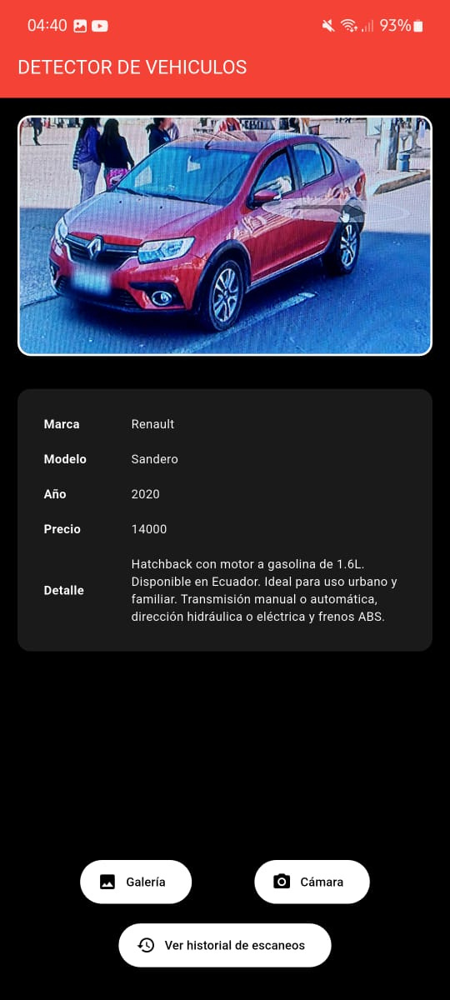 04:40 93%
DETECTOR DE VEHICULOS
Marca Renault
Modelo Sandero
Año 2020
Precio 14000
Detalle Hatchback con motor a gasolina de 1.6L.
Disponible en Ecuador. Ideal para uso urbano y
familiar. Transmisión manual o automática,
dirección hidráulica o eléctrica y frenos ABS.
Galería Cámara
Ver historial de escaneos